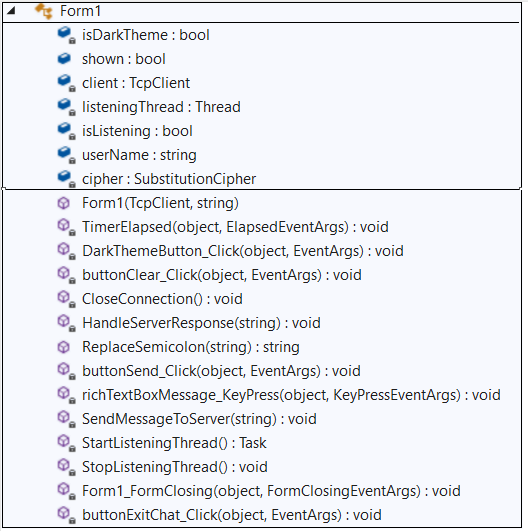 Form1
isDarkTheme : bool
shown : bool
client : TcpClient
listeningThread : Thread
isListening : bool
userName : string
cipher : SubstitutionCipher
Form1(TcpClient, string)
TimerElapsed(object, ElapsedEventArgs) : void
DarkThemeButton_Click(object, EventArgs) : void
buttonClear_Click(object, EventArgs) : void
CloseConnection() : void
HandleServerResponse(string) : void
ReplaceSemicolon(string) : string
buttonSend_Click(object, EventArgs) : void
richTextBoxMessage_KeyPress(object, KeyPressEventArgs) : void
SendMessageToServer(string) : void
StartListeningThread() : Task
StopListeningThread() : void
Form1_FormClosing(object, FormClosingEventArgs) : void
buttonExitChat_Click(object, EventArgs) : void